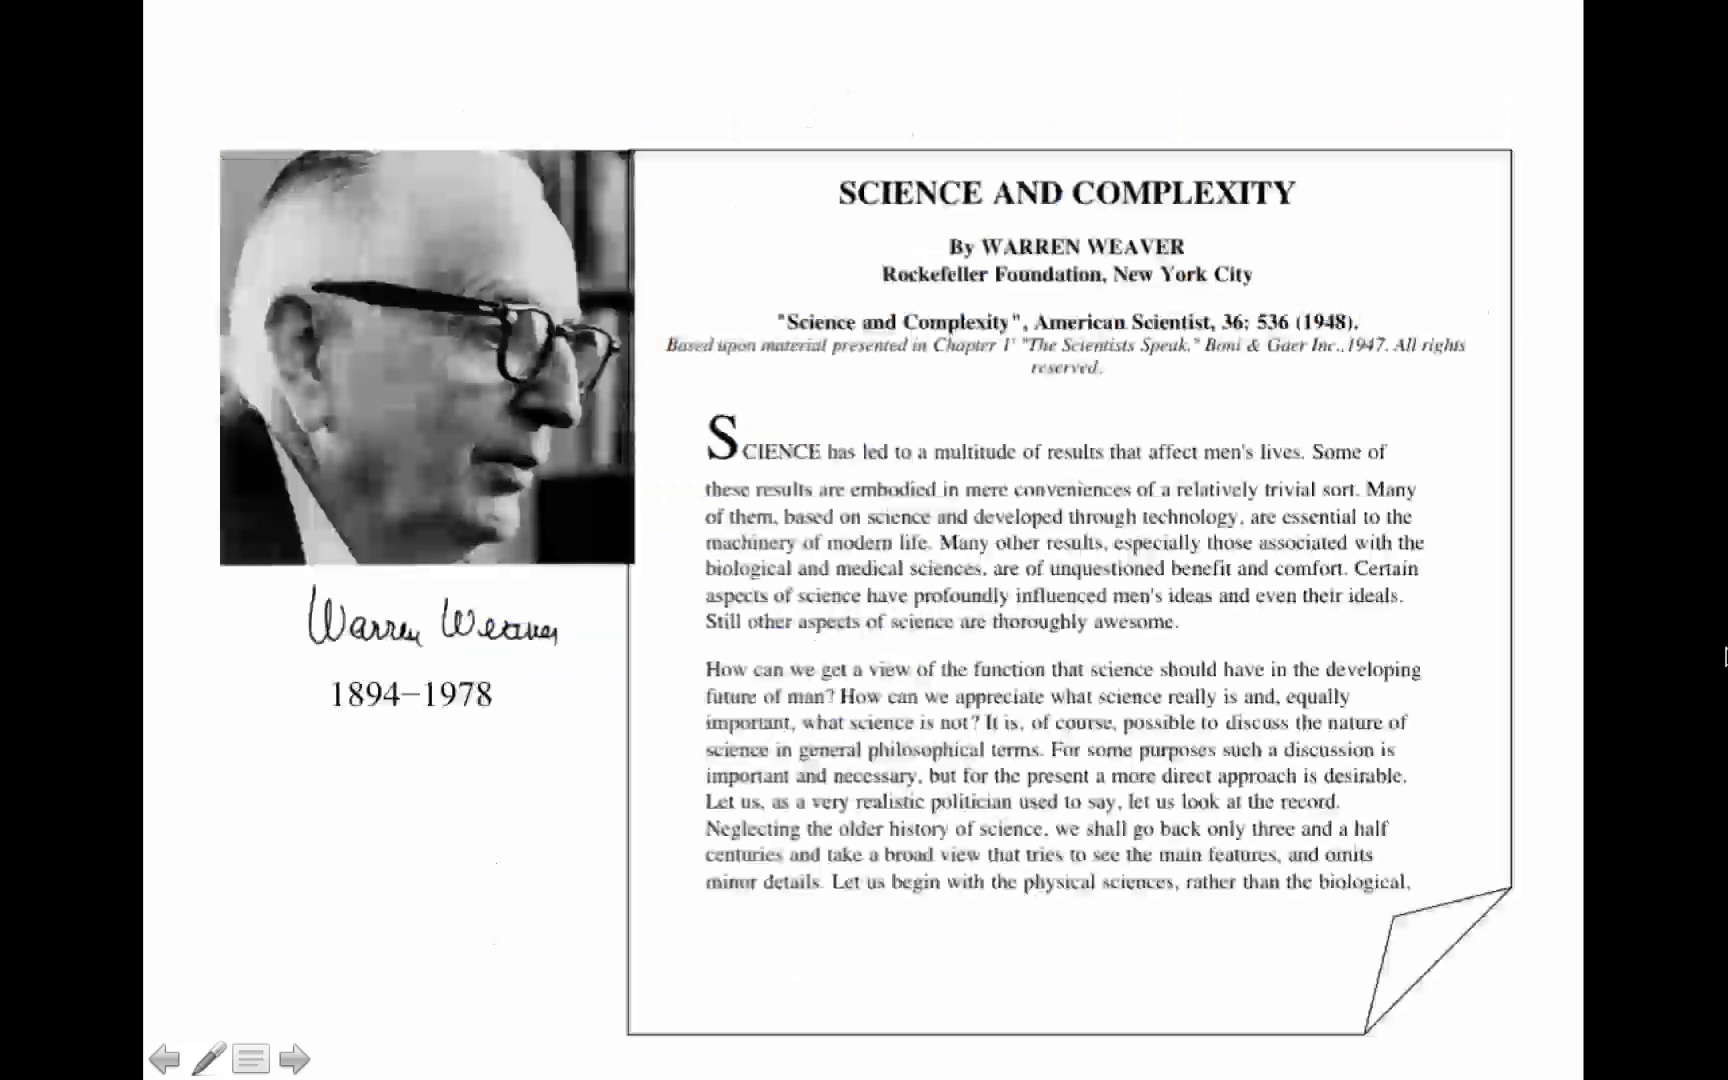 SCIENCE AND COMPLEXITY
By WARREN WEAVER
Rockefeller Foundation, New York City
"Science and Complexity", American Scientist, 36: 536 (1948).
Based upon material presented in Chapter 1' "The Scientists Speak," Boni & Gaer Inc.,1947. All rights
reserved.
SCIENCE has led to a multitude of results that affect men's lives. Some of
these results are embodied in mere conveniences of a relatively trivial sort. Many
of them, based on science and developed through technology, are essential to the
machinery of modern life. Many other results, especially those associated with the
biological and medical sciences, are of unquestioned benefit and comfort. Certain
aspects of science have profoundly influenced men's ideas and even their ideals.
Still other aspects of science are thoroughly awesome.
How can we get a view of the function that science should have in the developing
future of man? How can we appreciate what science really is and, equally
important, what science is not? It is, of course, possible to discuss the nature of
science in general philosophical terms. For some purposes such a discussion is
important and necessary, but for the present a more direct approach is desirable.
Let us, as a very realistic politician used to say, let us look at the record.
Neglecting the older history of science, we shall go back only three and a half
centuries and take a broad view that tries to see the main features, and omits
minor details. Let us begin with the physical sciences, rather than the biological,
Warren Weaver
1894–1978